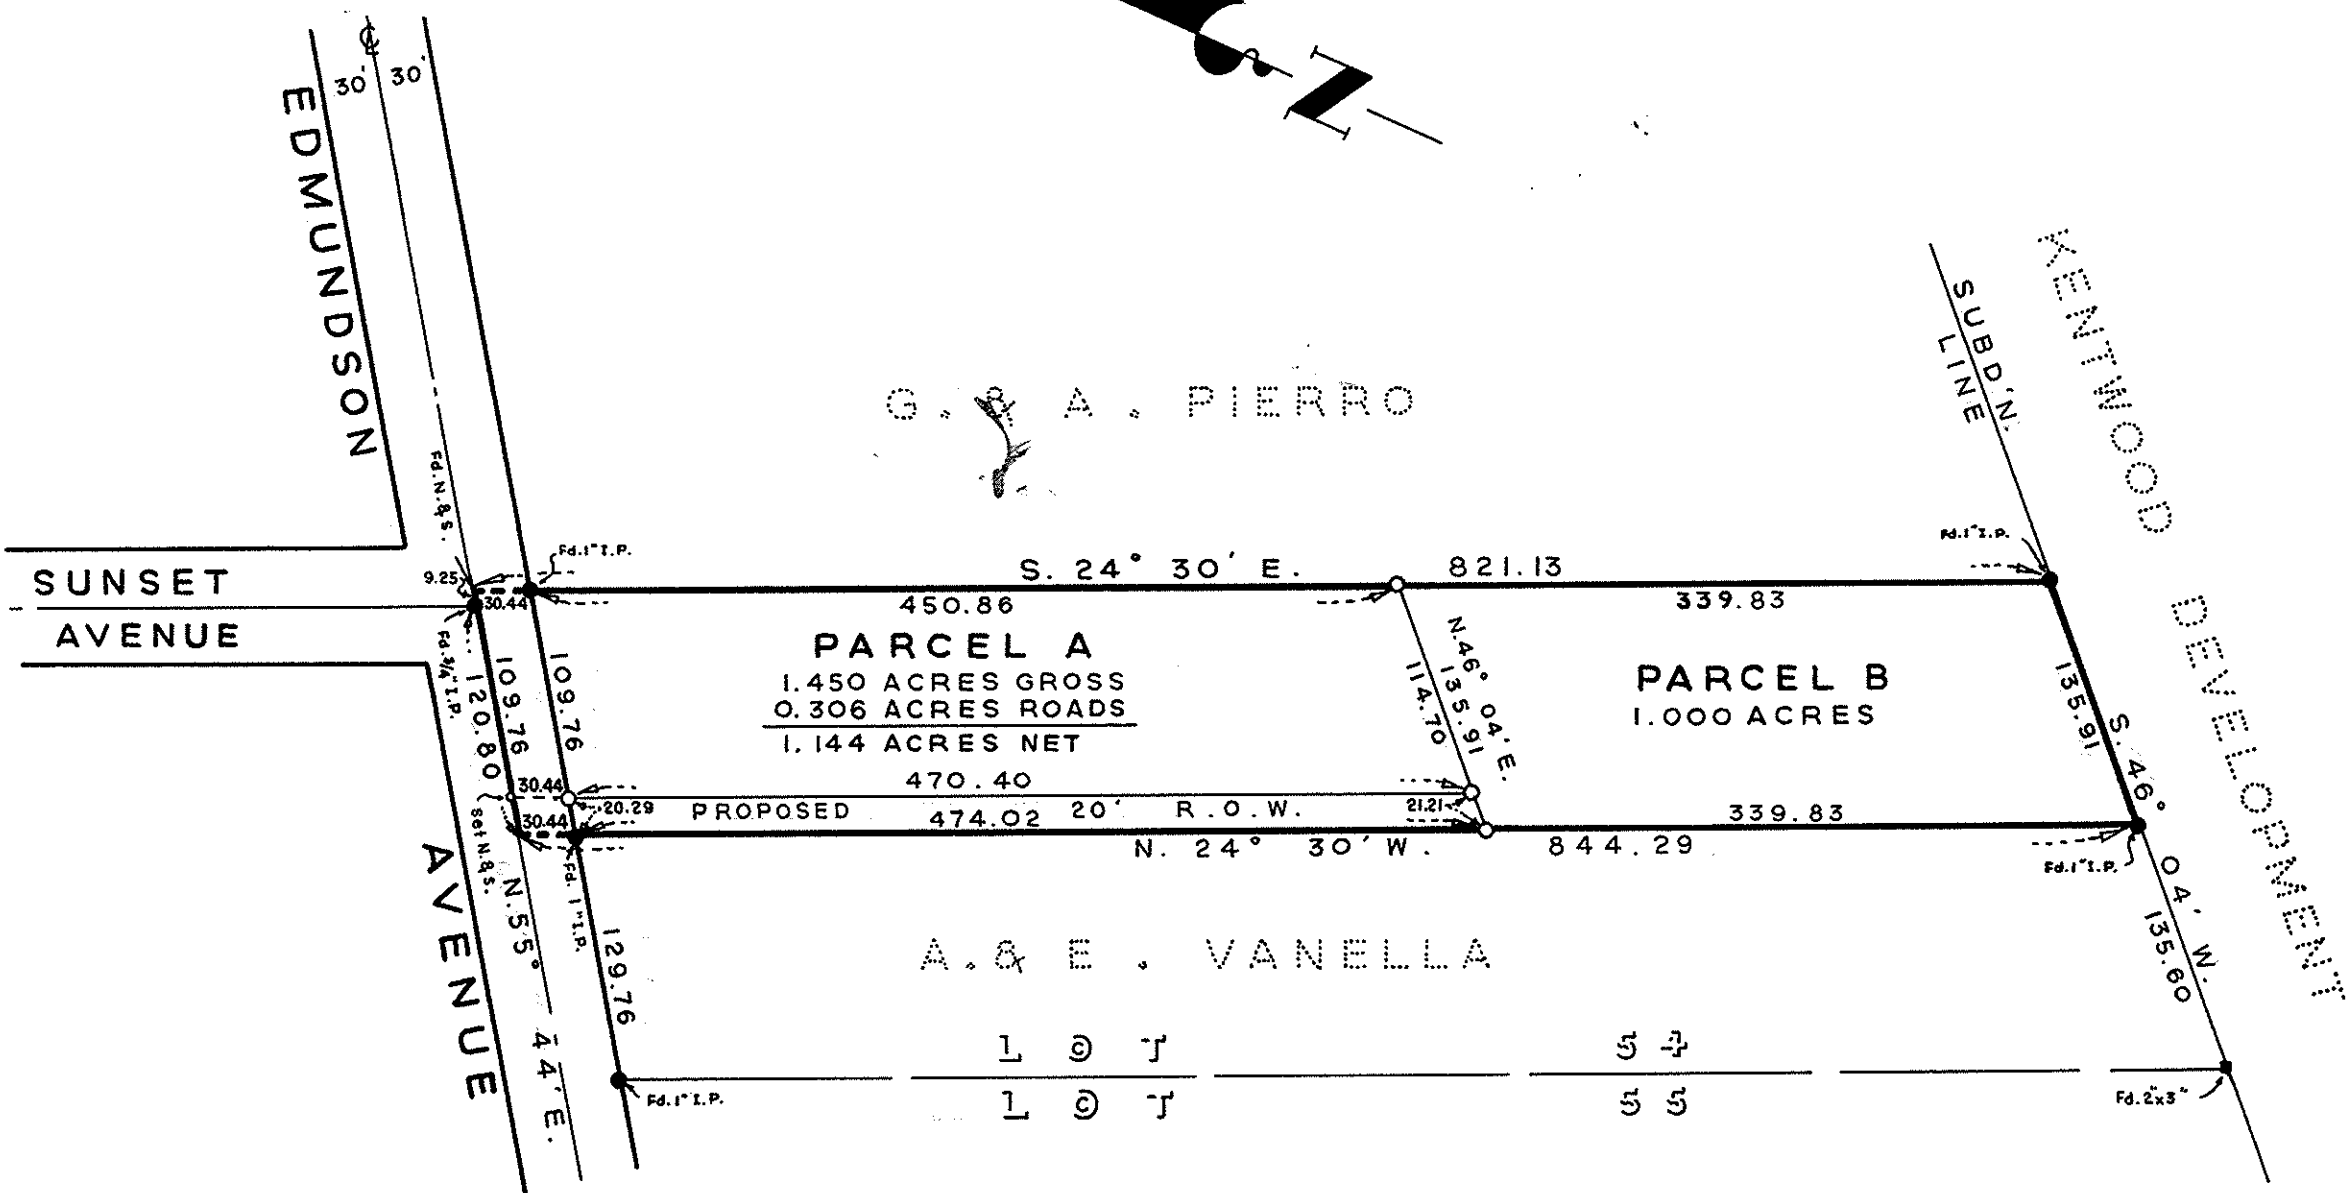 N
30' 30'
EDMUNDSON
AVENUE
SUNSET
AVENUE
KENTWOOD DEVELOPMENT
SUBD'N.
LINE
G. & A. PIERRO
Fd. N. & S.
9.25
Fd. 1" I.P.
30.44
Fd. 3/4" I.P.
S. 24° 30' E. 821.13
450.86
339.83
Fd. 1" I.P.
PARCEL A
1.450 ACRES GROSS
0.306 ACRES ROADS
1.144 ACRES NET
PARCEL B
1.000 ACRES
120.80
109.76
109.76
N. 46° 04' E.
135.91
114.70
135.91
S. 46° 04' W.
30.44
470.40
20.29
PROPOSED 20' R.O.W.
21.21
30.44
474.02
339.83
N. 24° 30' W. 844.29
Set N. & S.
Fd. 1" I.P.
Fd. 1" I.P.
N. 55° 44' E.
129.76
135.60
A. & E. VANELLA
LOT 54
LOT 55
Fd. 1" I.P.
Fd. 2"x3"